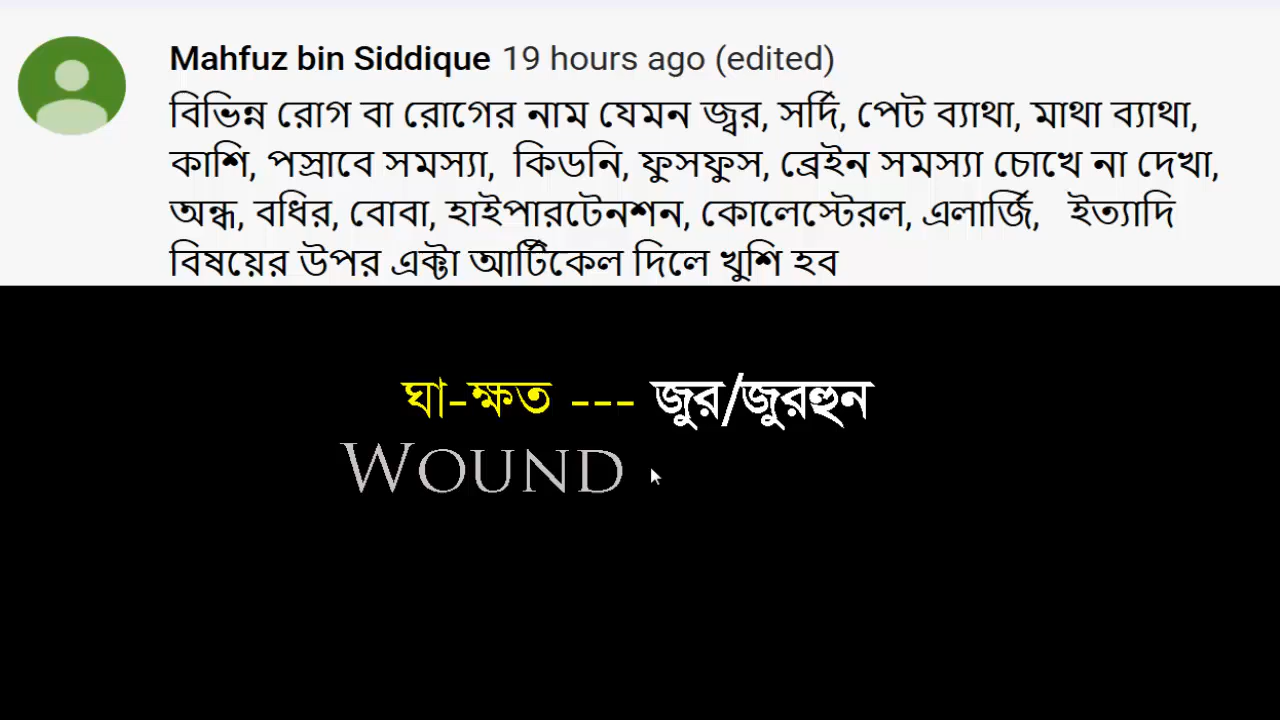 Mahfuz bin Siddique 19 hours ago (edited)
বিভিন্ন রোগ বা রোগের নাম যেমন জ্বর, সর্দি, পেট ব্যাথা, মাথা ব্যাথা,
কাশি, পস্রাবে সমস্যা, কিডনি, ফুসফুস, ব্রেইন সমস্যা চোখে না দেখা,
অন্ধ, বধির, বোবা, হাইপারটেনশন, কোলেস্টেরল, এলার্জি, ইত্যাদি
বিষয়ের উপর এক্টা আর্টিকেল দিলে খুশি হব
ঘা-ক্ষত --- জুর/জুরহুন
WOUND